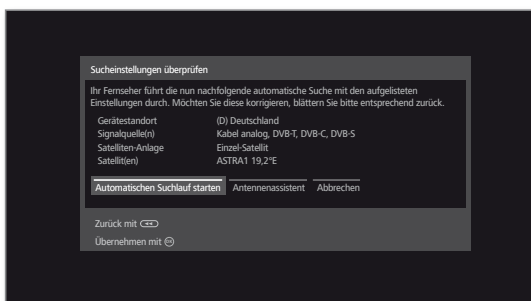 Sucheinstellungen überprüfen
Ihr Fernseher führt die nun nachfolgende automatische Suche mit den aufgelisteten
Einstellungen durch. Möchten Sie diese korrigieren, blättern Sie bitte entsprechend zurück.
Gerätestandort (D) Deutschland
Signalquelle(n) Kabel analog, DVB-T, DVB-C, DVB-S
Satelliten-Anlage Einzel-Satellit
Satellit(en) ASTRA1 19,2°E
Automatischen Suchlauf starten Antennenassistent Abbrechen
Zurück mit
Übernehmen mit OK